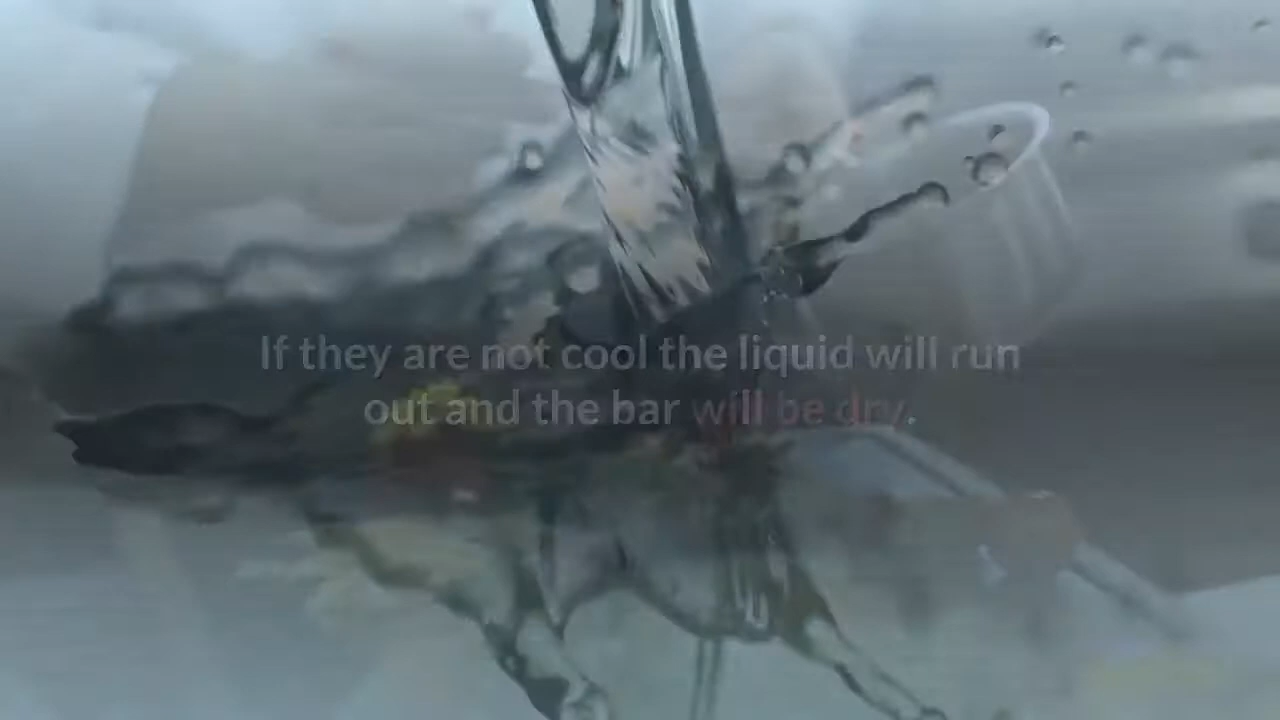 If they are not cool the liquid will run
out and the bar will be dry.